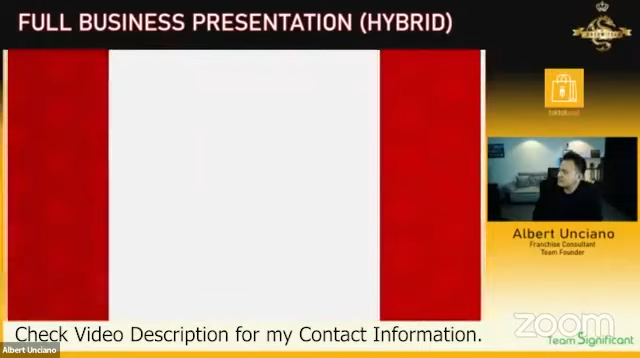 FULL BUSINESS PRESENTATION (HYBRID)
Albert Unciano
Franchise Consultant
Team Founder
zoom
Check Video Description for my Contact Information.
Team Significant
Albert Unciano